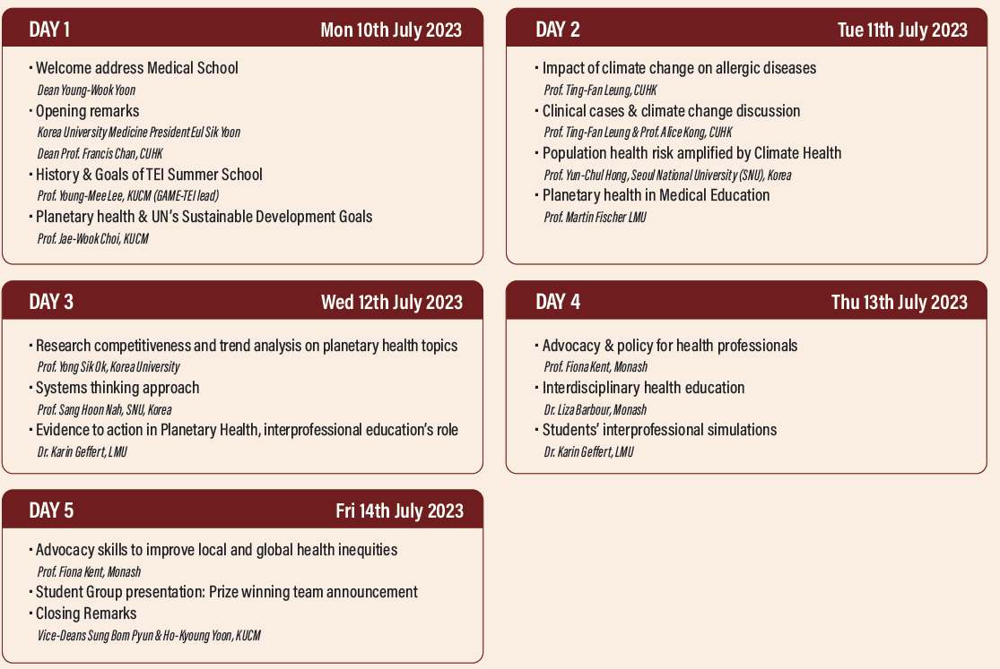 DAY 1 Mon 10th July 2023
· Welcome address Medical School
Dean Young-Wook Yoon
· Opening remarks
Korea University Medicine President Eul Sik Yoon
Dean Prof. Francis Chan, CUHK
· History & Goals of TEI Summer School
Prof. Young-Mee Lee, KUCM (GAME-TEI lead)
· Planetary health & UN's Sustainable Development Goals
Prof. Jae-Wook Choi, KUCM
DAY 2 Tue 11th July 2023
· Impact of climate change on allergic diseases
Prof. Ting-Fan Leung, CUHK
· Clinical cases & climate change discussion
Prof. Ting-Fan Leung & Prof. Alice Kong, CUHK
· Population health risk amplified by Climate Health
Prof. Yun-Chul Hong, Seoul National University (SNU), Korea
· Planetary health in Medical Education
Prof. Martin Fischer LMU
DAY 3 Wed 12th July 2023
· Research competitiveness and trend analysis on planetary health topics
Prof. Yong Sik Ok, Korea University
· Systems thinking approach
Prof. Sang Hoon Nah, SNU, Korea
· Evidence to action in Planetary Health, interprofessional education's role
Dr. Karin Geffert, LMU
DAY 4 Thu 13th July 2023
· Advocacy & policy for health professionals
Prof. Fiona Kent, Monash
· Interdisciplinary health education
Dr. Liza Barbour, Monash
· Students' interprofessional simulations
Dr. Karin Geffert, LMU
DAY 5 Fri 14th July 2023
· Advocacy skills to improve local and global health inequities
Prof. Fiona Kent, Monash
· Student Group presentation: Prize winning team announcement
· Closing Remarks
Vice-Deans Sung Bom Pyun & Ho-Kyoung Yoon, KUCM